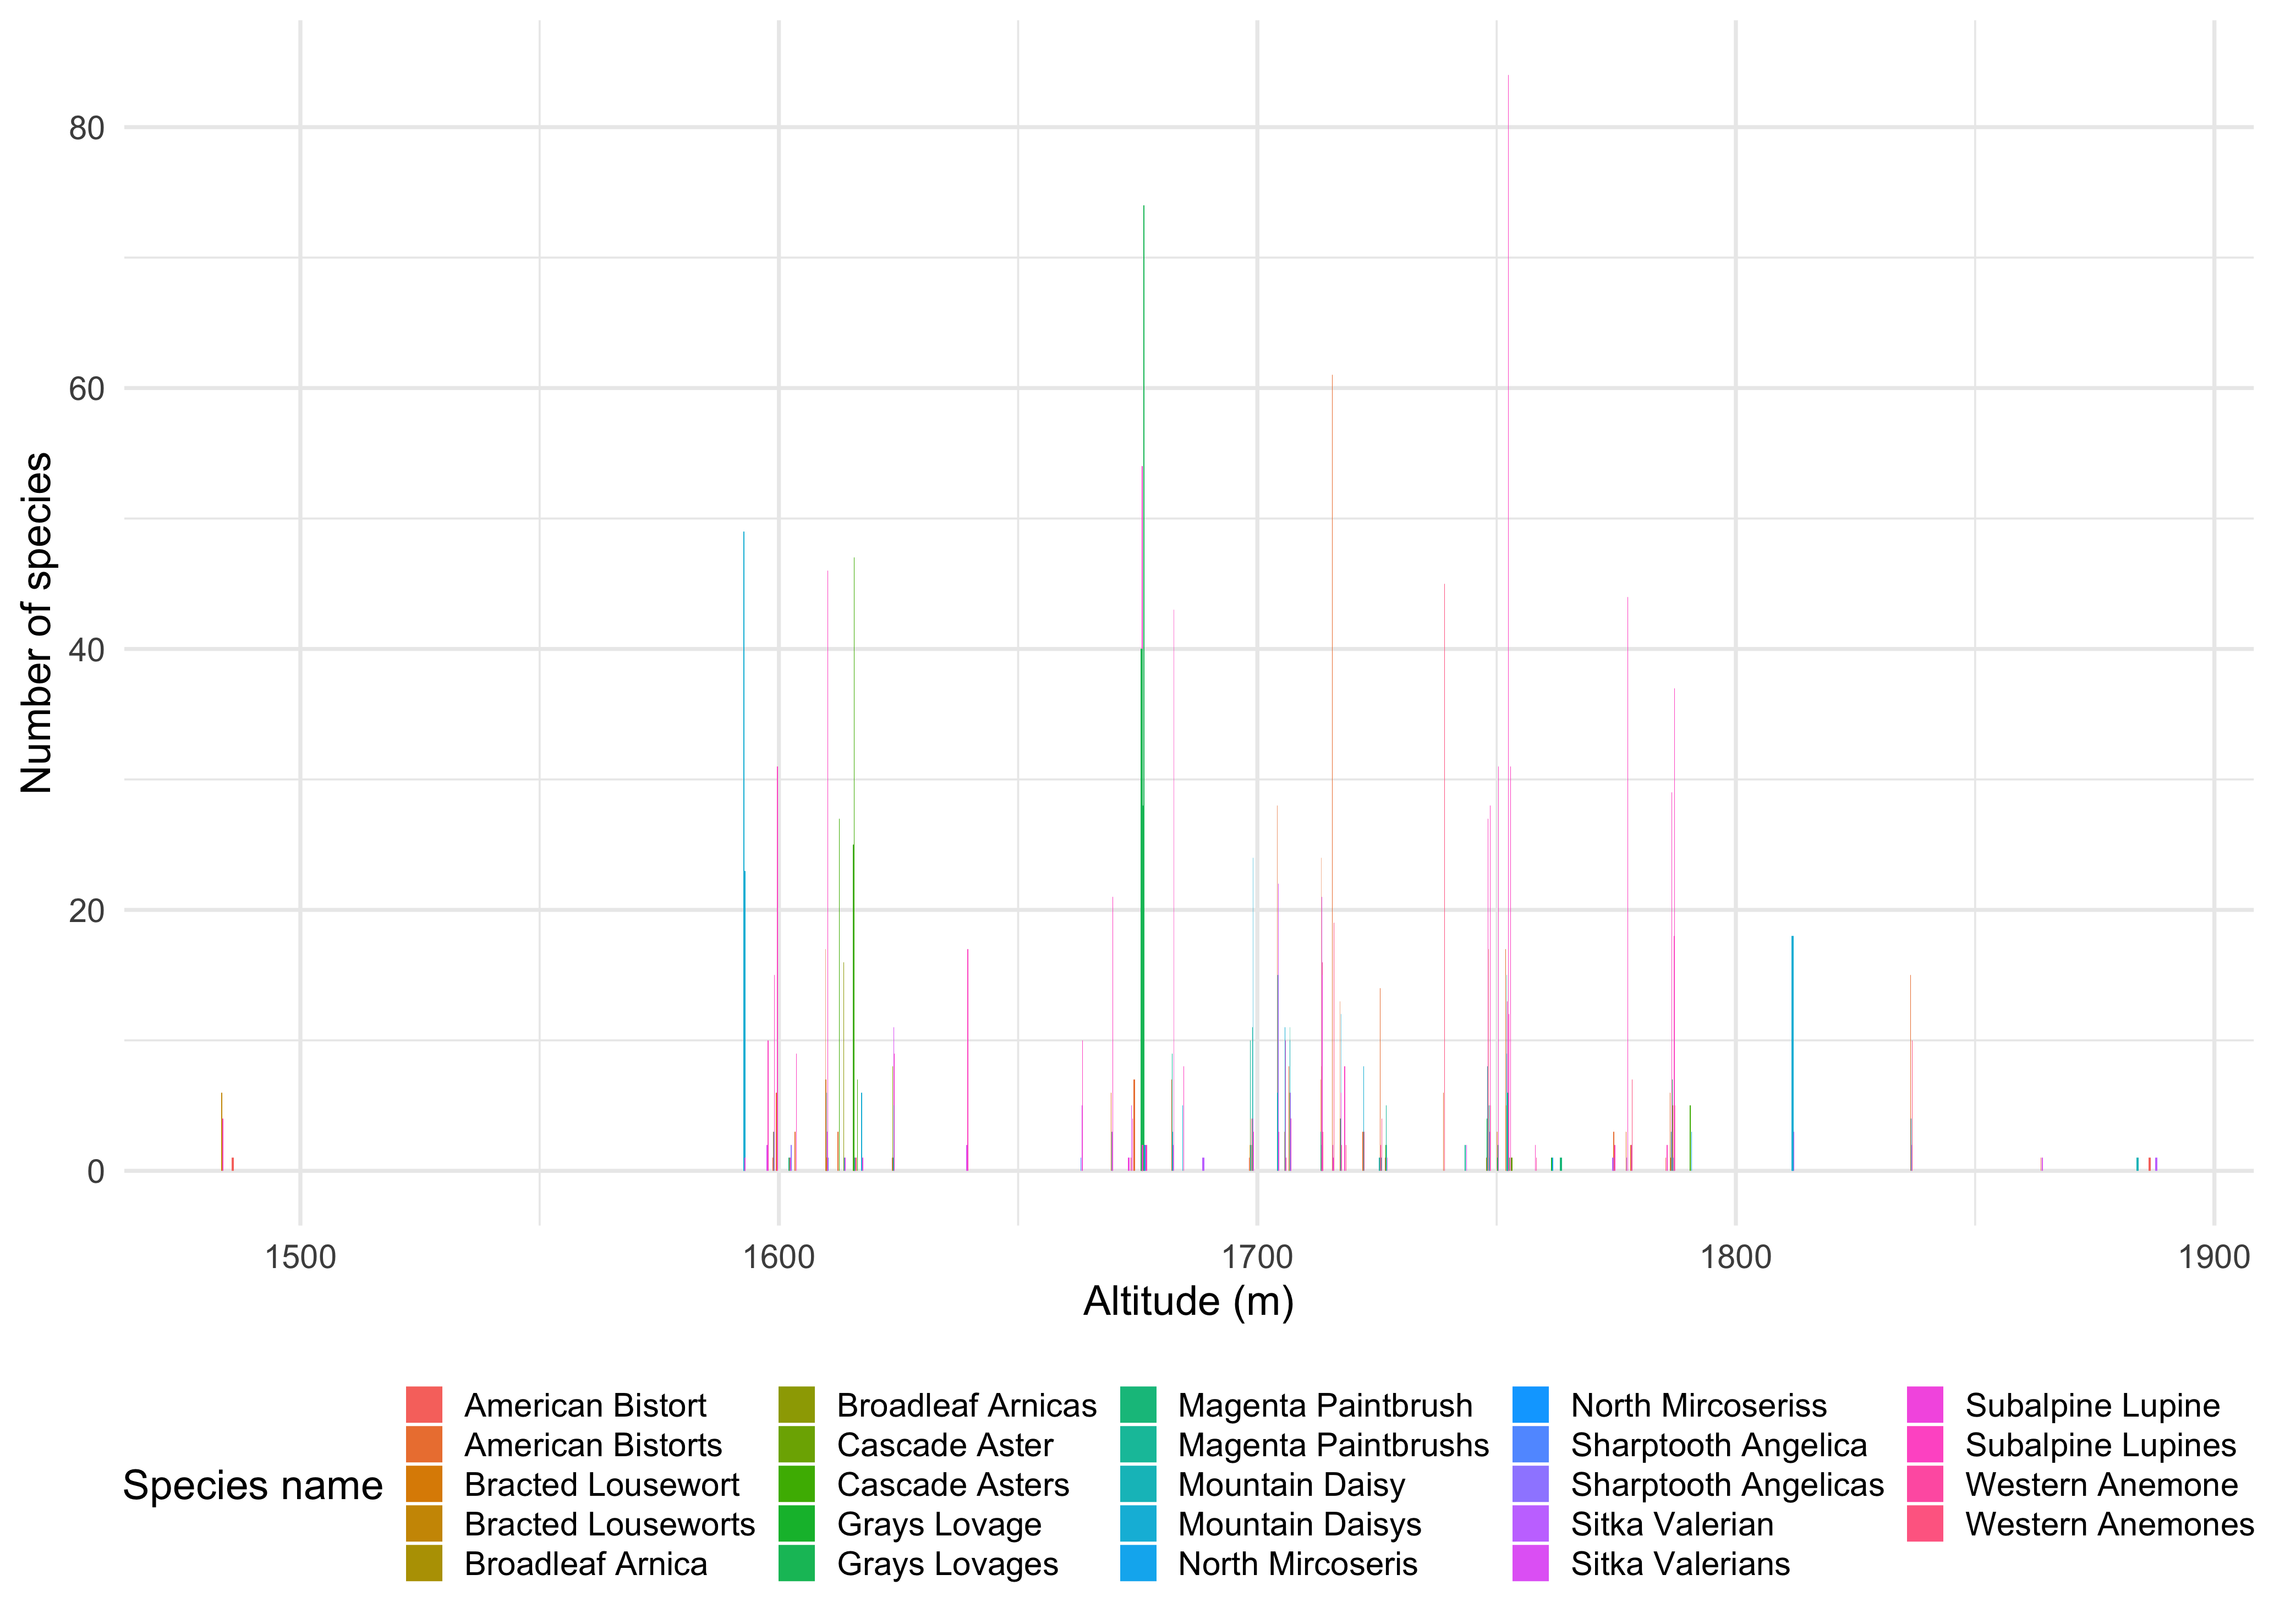 80
60
40
20
0
Number of species
1500 1600 1700 1800 1900
Altitude (m)
Species name
American Bistort
American Bistorts
Bracted Lousewort
Bracted Louseworts
Broadleaf Arnica
Broadleaf Arnicas
Cascade Aster
Cascade Asters
Grays Lovage
Grays Lovages
Magenta Paintbrush
Magenta Paintbrushs
Mountain Daisy
Mountain Daisys
North Mircoseris
North Mircoseriss
Sharptooth Angelica
Sharptooth Angelicas
Sitka Valerian
Sitka Valerians
Subalpine Lupine
Subalpine Lupines
Western Anemone
Western Anemones